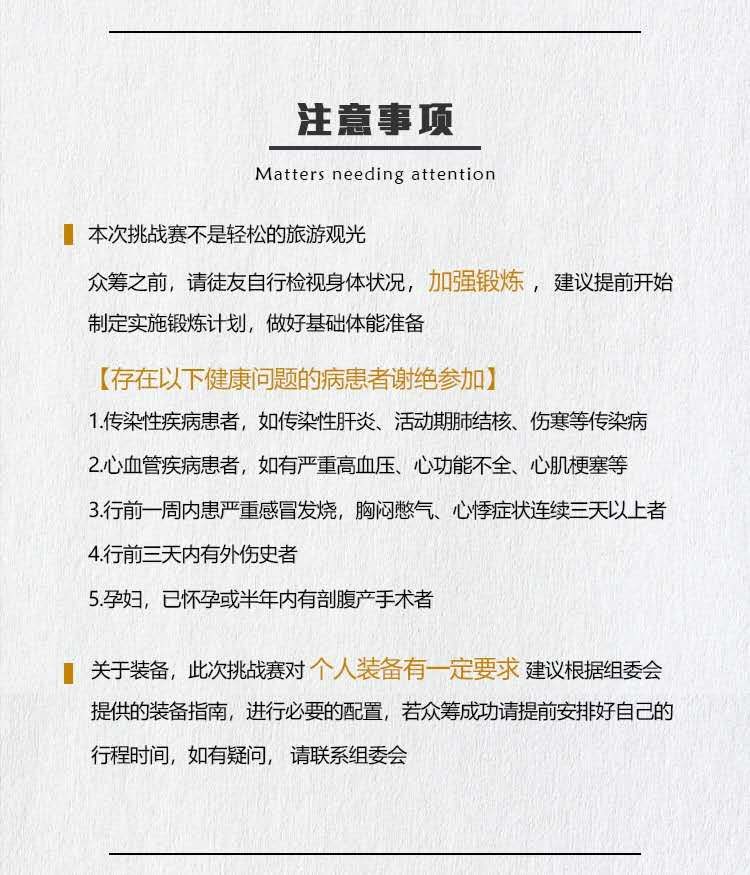 注意事项
Matters needing attention
本次挑战赛不是轻松的旅游观光
众筹之前，请徒友自行检视身体状况，加强锻炼，建议提前开始
制定实施锻炼计划，做好基础体能准备
【存在以下健康问题的病患者谢绝参加】
1.传染性疾病患者，如传染性肝炎、活动期肺结核、伤寒等传染病
2.心血管疾病患者，如有严重高血压、心功能不全、心肌梗塞等
3.行前一周内患严重感冒发烧，胸闷憋气、心悸症状连续三天以上者
4.行前三天内有外伤史者
5.孕妇，已怀孕或半年内有剖腹产手术者
关于装备，此次挑战赛对 个人装备有一定要求 建议根据组委会
提供的装备指南，进行必要的配置，若众筹成功请提前安排好自己的
行程时间，如有疑问， 请联系组委会